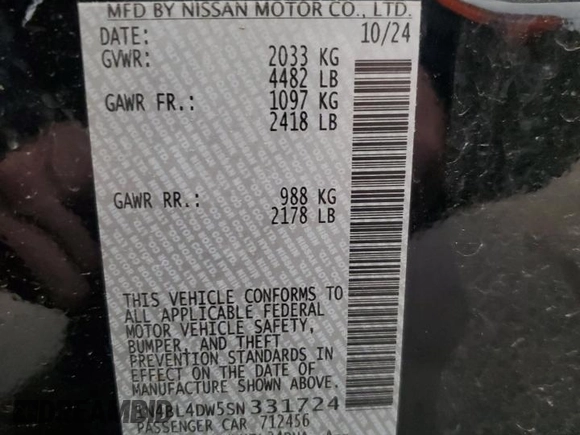 MFD BY NISSAN MOTOR CO., LTD.
DATE: 10/24
GVWR: 2033 KG
4482 LB
GAWR FR.: 1097 KG
2418 LB
GAWR RR.: 988 KG
2178 LB
THIS VEHICLE CONFORMS TO
ALL APPLICABLE FEDERAL
MOTOR VEHICLE SAFETY,
BUMPER, AND THEFT
PREVENTION STANDARDS IN
EFFECT ON THE DATE OF
MANUFACTURE SHOWN ABOVE.
N4BL4DW5SN331724
PASSENGER CAR 712456